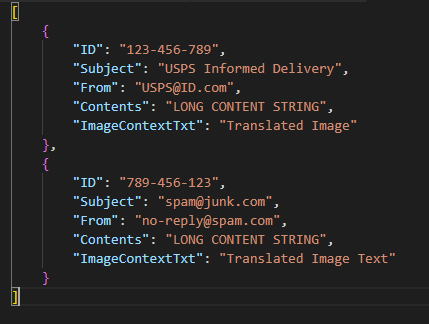 [
    {
        "ID": "123-456-789",
        "Subject": "USPS Informed Delivery",
        "From": "USPS@ID.com",
        "Contents": "LONG CONTENT STRING",
        "ImageContextTxt": "Translated Image"
    },
    {
        "ID": "789-456-123",
        "Subject": "spam@junk.com",
        "From": "no-reply@spam.com",
        "Contents": "LONG CONTENT STRING",
        "ImageContextTxt": "Translated Image Text"
    }
]